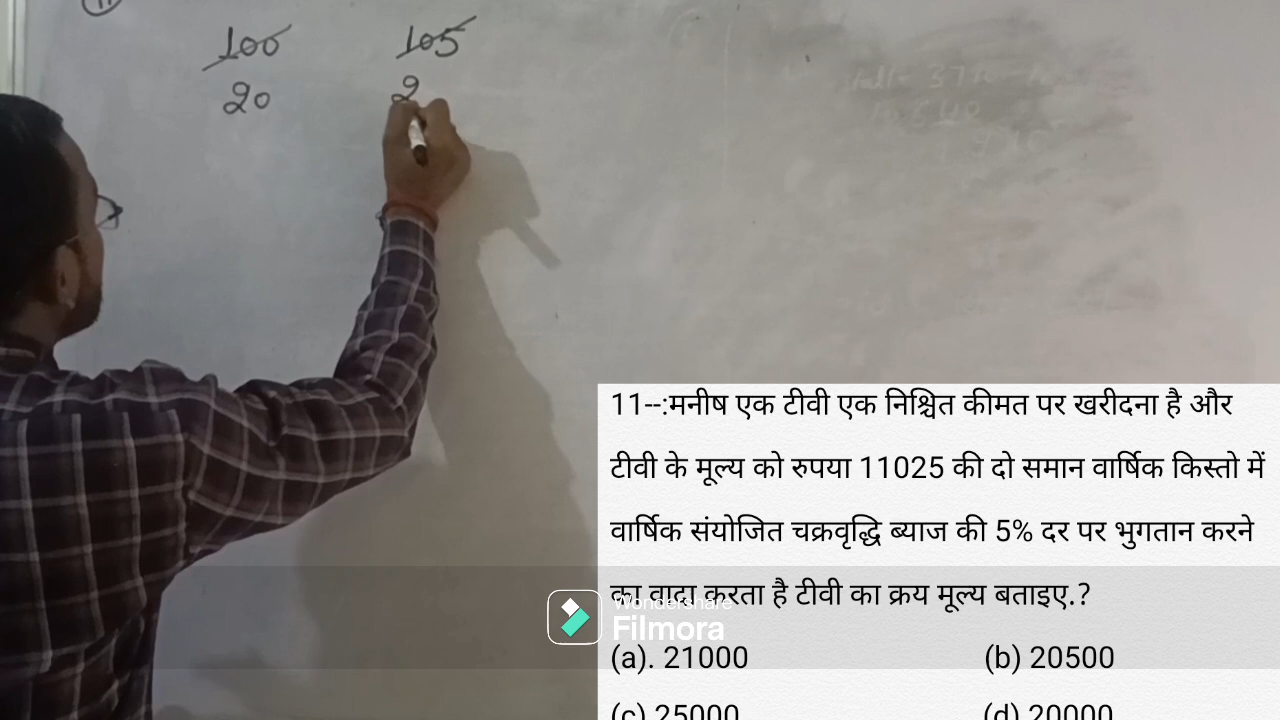 100 105
20 2
11--:मनीष एक टीवी एक निश्चित कीमत पर खरीदना है और
टीवी के मूल्य को रुपया 11025 की दो समान वार्षिक किस्तो में
वार्षिक संयोजित चक्रवृद्धि ब्याज की 5% दर पर भुगतान करने
का वादा करता है टीवी का क्रय मूल्य बताइए.?
Wondershare
Filmora
(a). 21000 (b) 20500
(c) 25000 (d) 20000